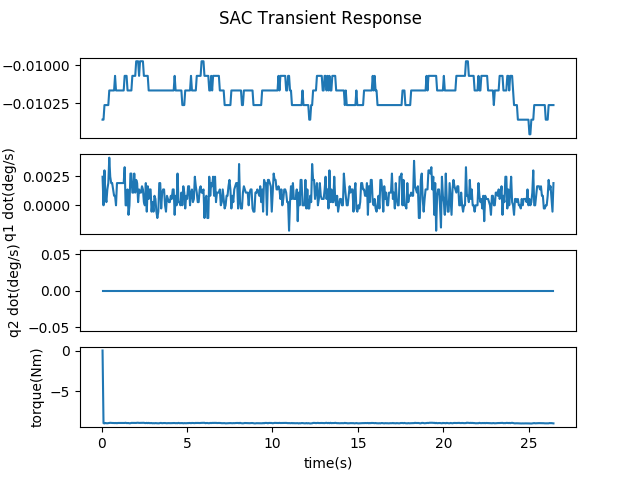 SAC Transient Response
−0.01000
−0.01025
q1 dot(deg/s)
0.0025
0.0000
q2 dot(deg/s)
0.05
0.00
−0.05
torque(Nm)
0
−5
0 5 10 15 20 25
time(s)